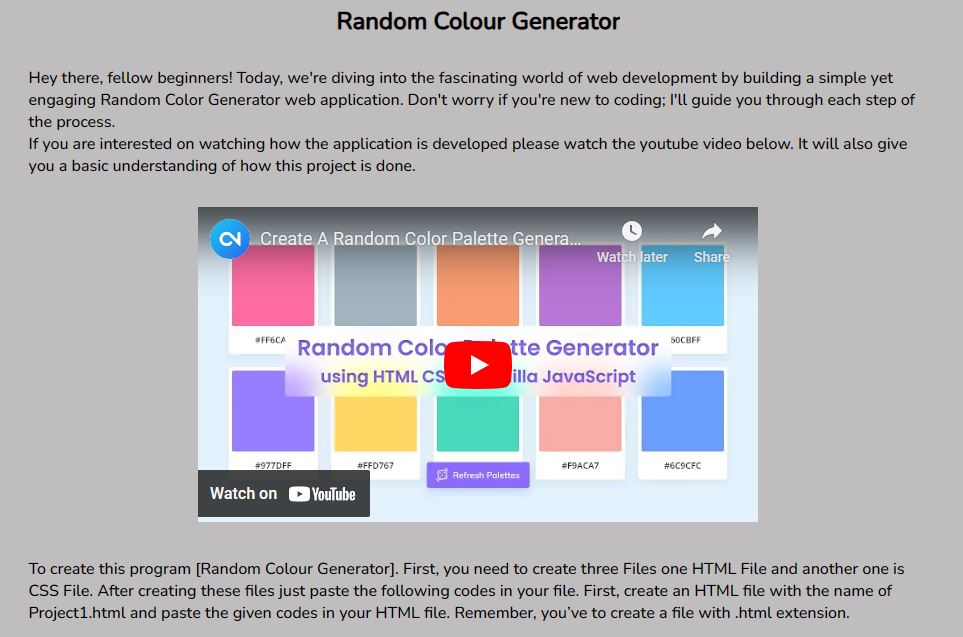 Random Colour Generator
Hey there, fellow beginners! Today, we're diving into the fascinating world of web development by building a simple yet
engaging Random Color Generator web application. Don't worry if you're new to coding; I'll guide you through each step of
the process.
If you are interested on watching how the application is developed please watch the youtube video below. It will also give
you a basic understanding of how this project is done.
Create A Random Color Palette Genera...
Watch later
Share
#FF6CA
60CBFF
Random Colo tte Generator
using HTML CS illa JavaScript
#977DFF
#FFD767
#F9ACA7
#6C9CFC
Refresh Palettes
Watch on YouTube
To create this program [Random Colour Generator]. First, you need to create three Files one HTML File and another one is
CSS File. After creating these files just paste the following codes in your file. First, create an HTML file with the name of
Project1.html and paste the given codes in your HTML file. Remember, you’ve to create a file with .html extension.